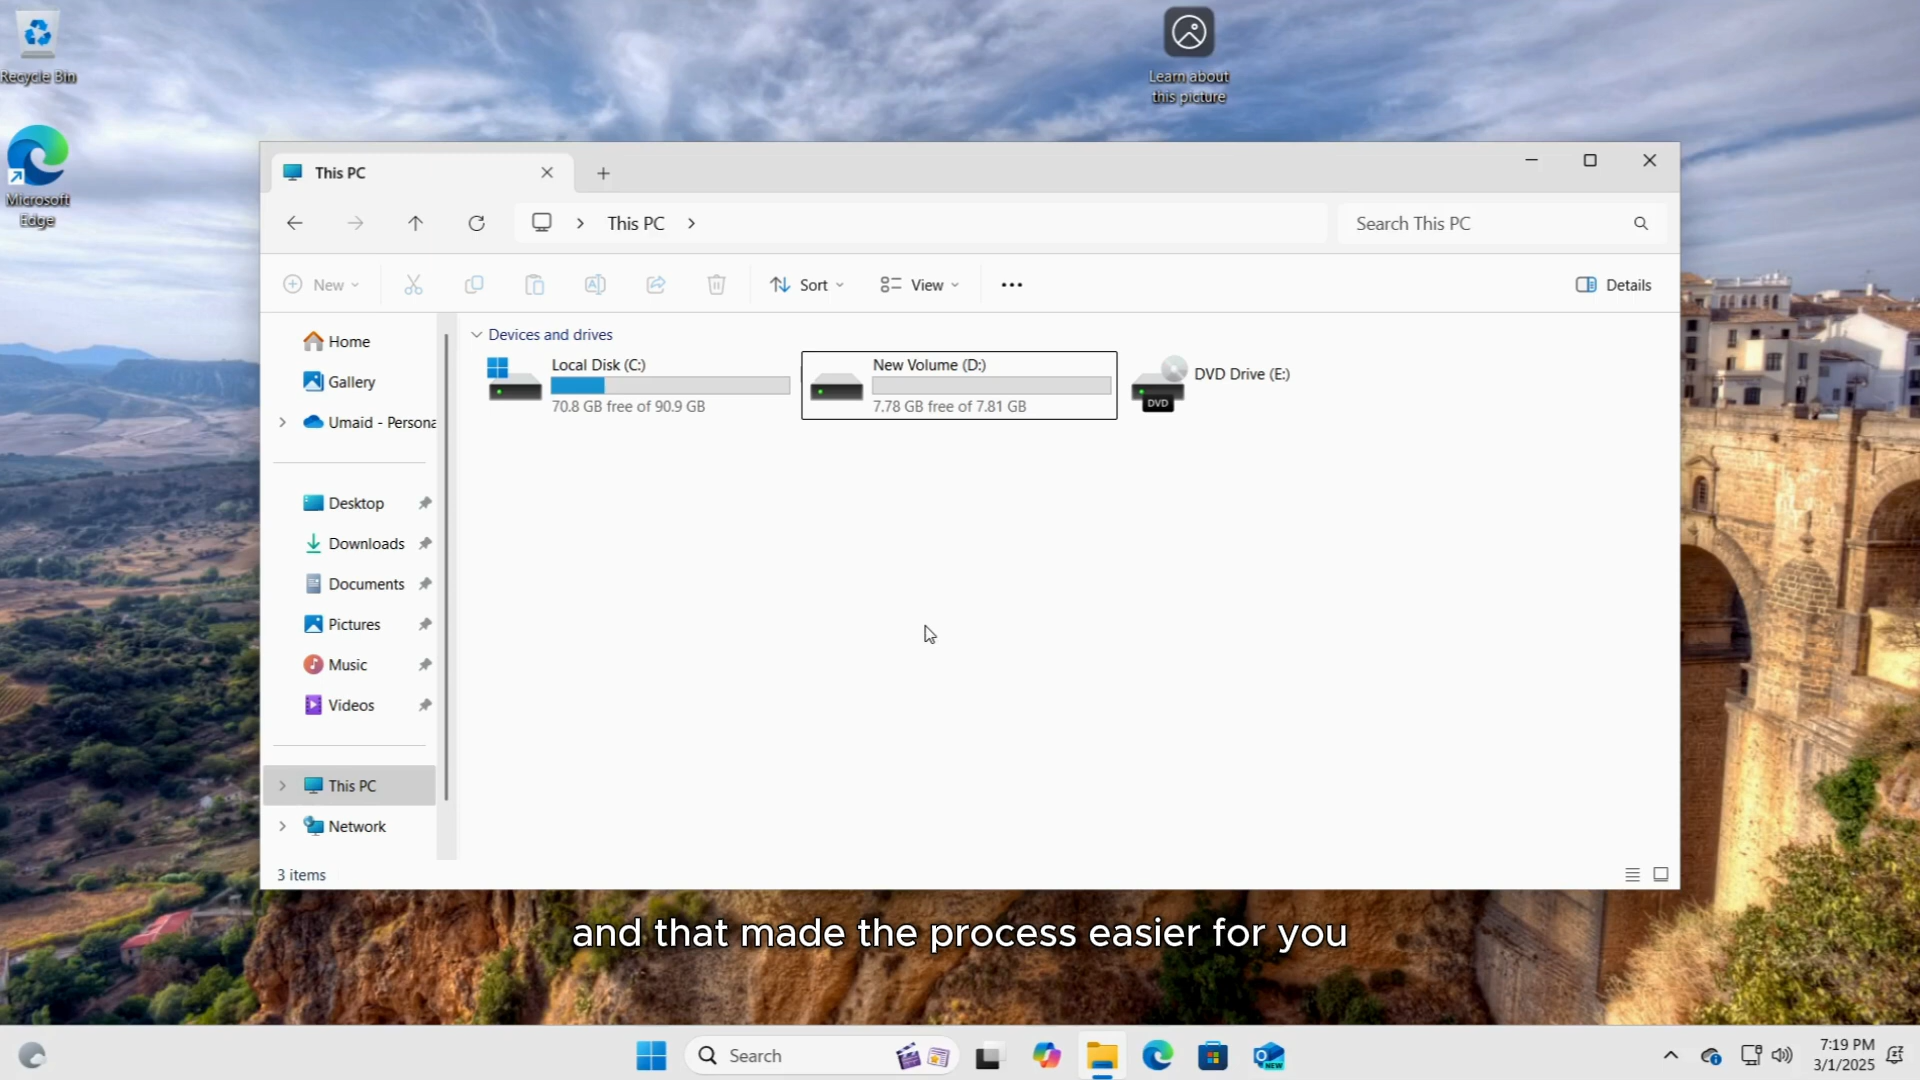 Recycle Bin
Learn about
this picture
Microsoft
Edge
This PC
This PC
Search This PC
New
Sort
View
Details
Home
Gallery
Umaid - Persona
Desktop
Downloads
Documents
Pictures
Music
Videos
This PC
Network
Devices and drives
Local Disk (C:)
70.8 GB free of 90.9 GB
New Volume (D:)
7.78 GB free of 7.81 GB
DVD Drive (E:)
DVD
3 items
and that made the process easier for you
Search
NEW
7:19 PM
3/1/2025